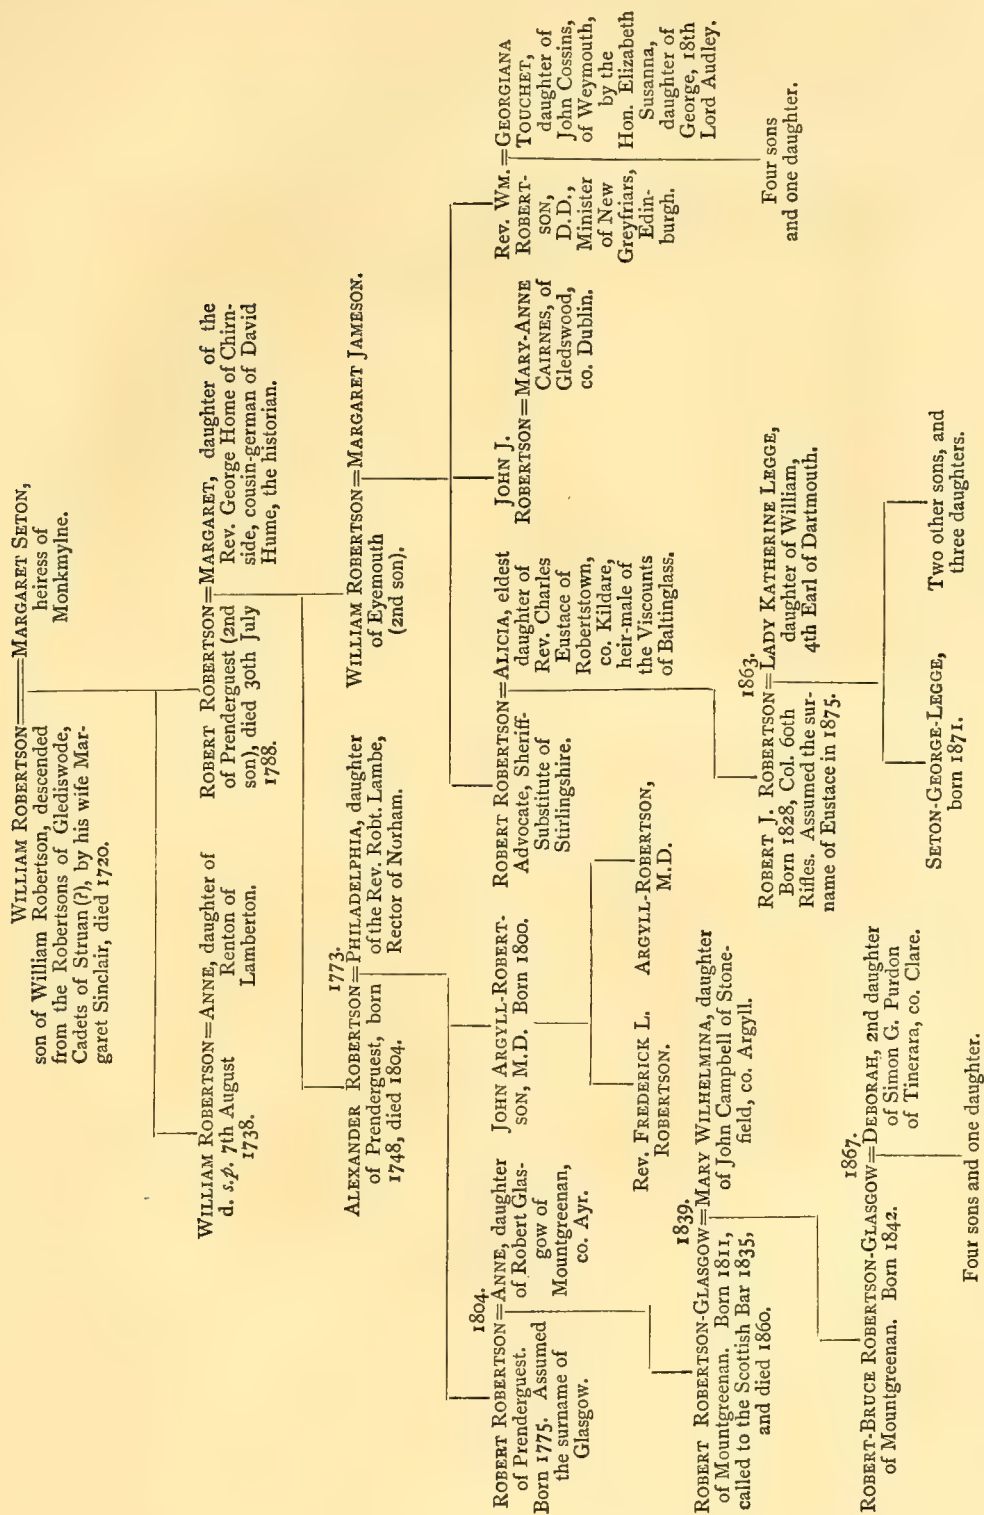 WILLIAM ROBERTSON=MARGARET SETON,
son of William Robertson, descended
from the Robertsons of Glediswode,
Cadets of Struan (?), by his wife Mar-
garet Sinclair, died 1720.
heiress of
Monkmylne.
WILLIAM ROBERTSON=ANNE, daughter of
d. s.p. 7th August
1738.
Renton of
Lamberton.
ROBERT ROBERTSON=MARGARET, daughter of the
of Prenderguest (2nd
son), died 30th July
1788.
Rev. George Home of Chirn-
side, cousin-german of David
Hume, the historian.
1773.
ALEXANDER ROBERTSON=PHILADELPHIA, daughter
of Prenderguest, born
1748, died 1804.
of the Rev. Robt. Lambe,
Rector of Norham.
WILLIAM ROBERTSON=MARGARET JAMESON.
of Eyemouth
(2nd son).
1804.
ROBERT ROBERTSON=ANNE, daughter
of Prenderguest.
Born 1775. Assumed
the surname of
Glasgow.
of Robert Glas-
gow of
Mountgreenan,
co. Ayr.
JOHN ARGYLL-ROBERT-
SON, M.D. Born 1800.
ROBERT ROBERTSON=ALICIA, eldest
Advocate, Sheriff-
Substitute of
Stirlingshire.
daughter of
Rev. Charles
Eustace of
Robertstown,
co. Kildare,
heir-male of
the Viscounts
of Baltinglass.
JOHN J.
ROBERTSON=MARY-ANNE
CAIRNES, of
Gledswood,
co. Dublin.
Rev. WM.=GEORGIANA
ROBERT-
SON,
D.D.,
Minister
of New
Greyfriars,
Edin-
burgh.
TOUCHET,
daughter of
John Cossins,
of Weymouth,
by the
Hon. Elizabeth
Susanna,
daughter of
George, 18th
Lord Audley.
Rev. FREDERICK L.
ROBERTSON.
ARGYLL-ROBERTSON,
M.D.
Four sons
and one daughter.
1839.
ROBERT ROBERTSON-GLASGOW=MARY WILHELMINA, daughter
of Mountgreenan. Born 1811,
called to the Scottish Bar 1835,
and died 1860.
of John Campbell of Stone-
field, co. Argyll.
1863.
ROBERT J. ROBERTSON=LADY KATHERINE LEGGE,
Born 1828, Col. 60th
Rifles. Assumed the sur-
name of Eustace in 1875.
daughter of William,
4th Earl of Dartmouth.
1867.
ROBERT-BRUCE ROBERTSON-GLASGOW=DEBORAH, 2nd daughter
of Mountgreenan. Born 1842.
of Simon G. Purdon
of Tinerara, co. Clare.
SETON-GEORGE-LEGGE,
born 1871.
Two other sons, and
three daughters.
Four sons and one daughter.